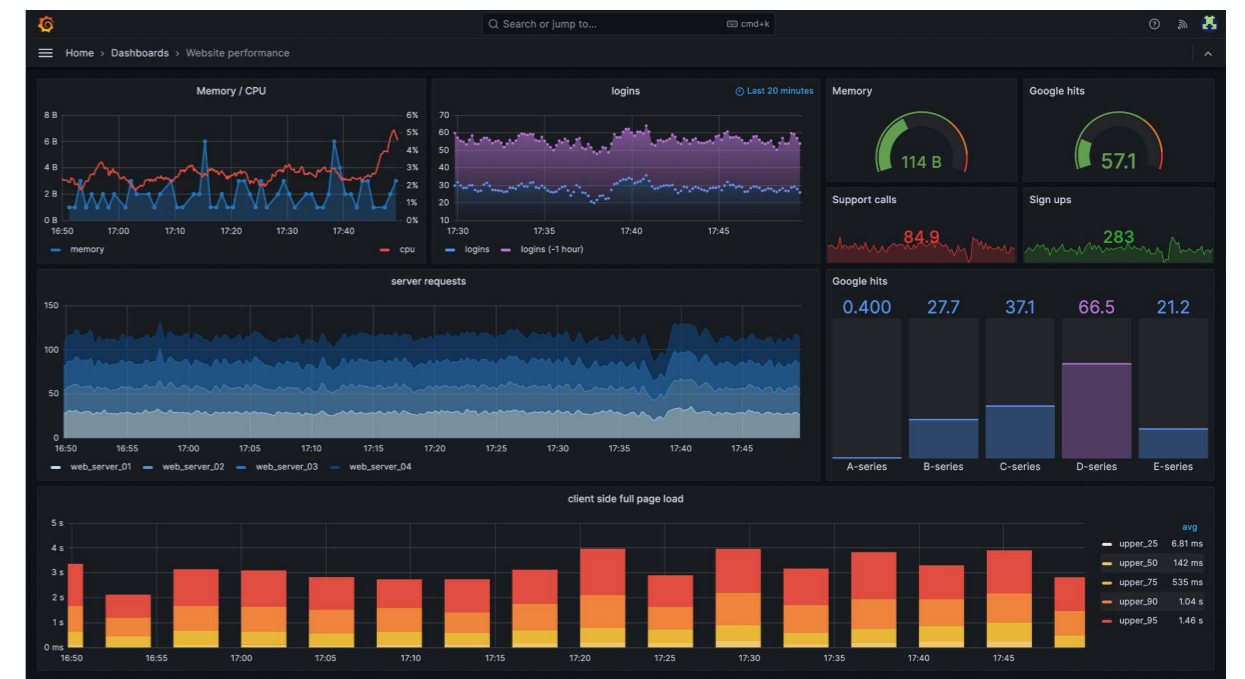 Search or jump to... cmd+k
Home › Dashboards › Website performance
Memory / CPU
8 B
6 B
4 B
2 B
0 B
6%
5%
4%
3%
2%
1%
0%
16:50 17:00 17:10 17:20 17:30 17:40
memory cpu
logins Last 20 minutes
70
60
50
40
30
20
10
17:30 17:35 17:40 17:45
logins logins (-1 hour)
Memory
114 B
Google hits
57.1
Support calls
84.9
Sign ups
283
server requests
150
100
50
0
16:50 16:55 17:00 17:05 17:10 17:15 17:20 17:25 17:30 17:35 17:40 17:45
web_server_01 web_server_02 web_server_03 web_server_04
Google hits
0.400 27.7 37.1 66.5 21.2
A-series B-series C-series D-series E-series
client side full page load
5 s
4 s
3 s
2 s
1 s
0 ms
16:50 16:55 17:00 17:05 17:10 17:15 17:20 17:25 17:30 17:35 17:40 17:45
avg
upper_25 6.81 ms
upper_50 142 ms
upper_75 535 ms
upper_90 1.04 s
upper_95 1.46 s